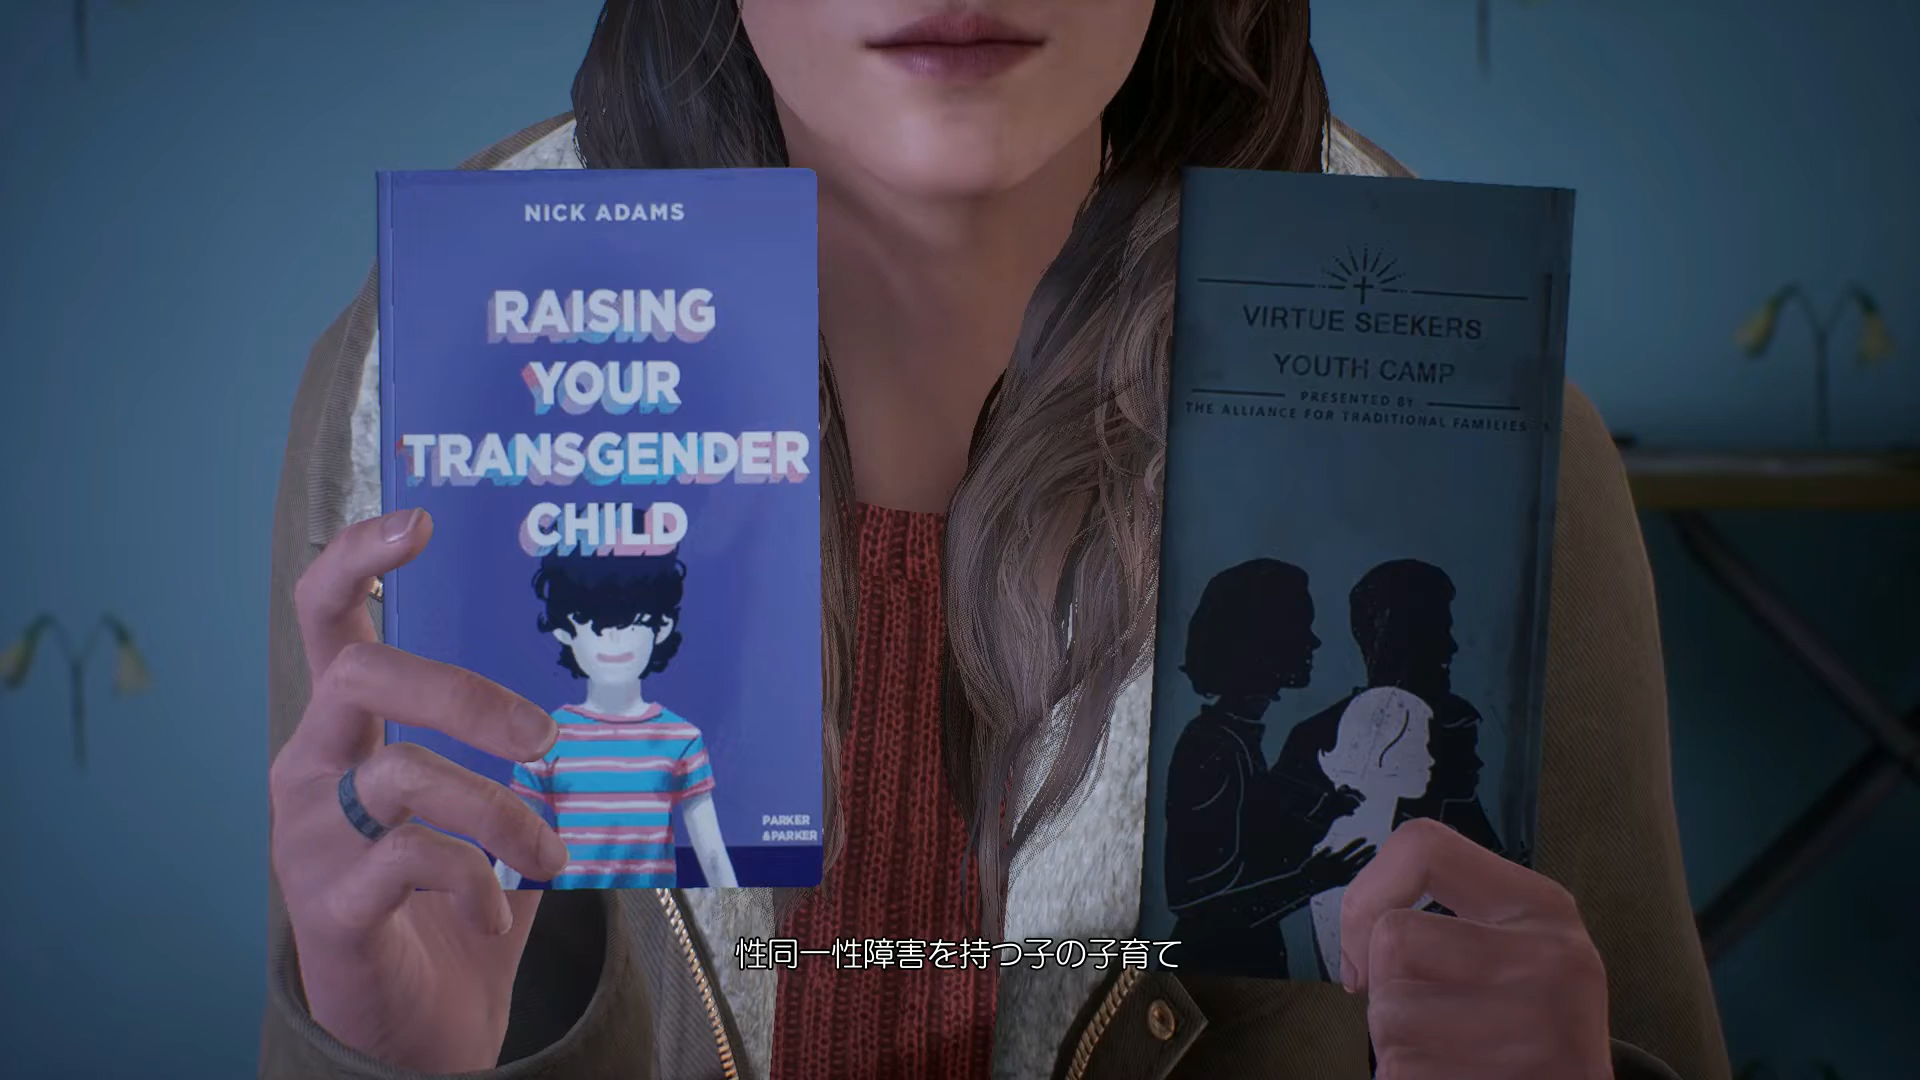 NICK ADAMS
RAISING
YOUR
TRANSGENDER
CHILD
PARKER
&PARKER
VIRTUE SEEKERS
YOUTH CAMP
PRESENTED BY
THE ALLIANCE FOR TRADITIONAL FAMILIES
性同一性障害を持つ子の子育て